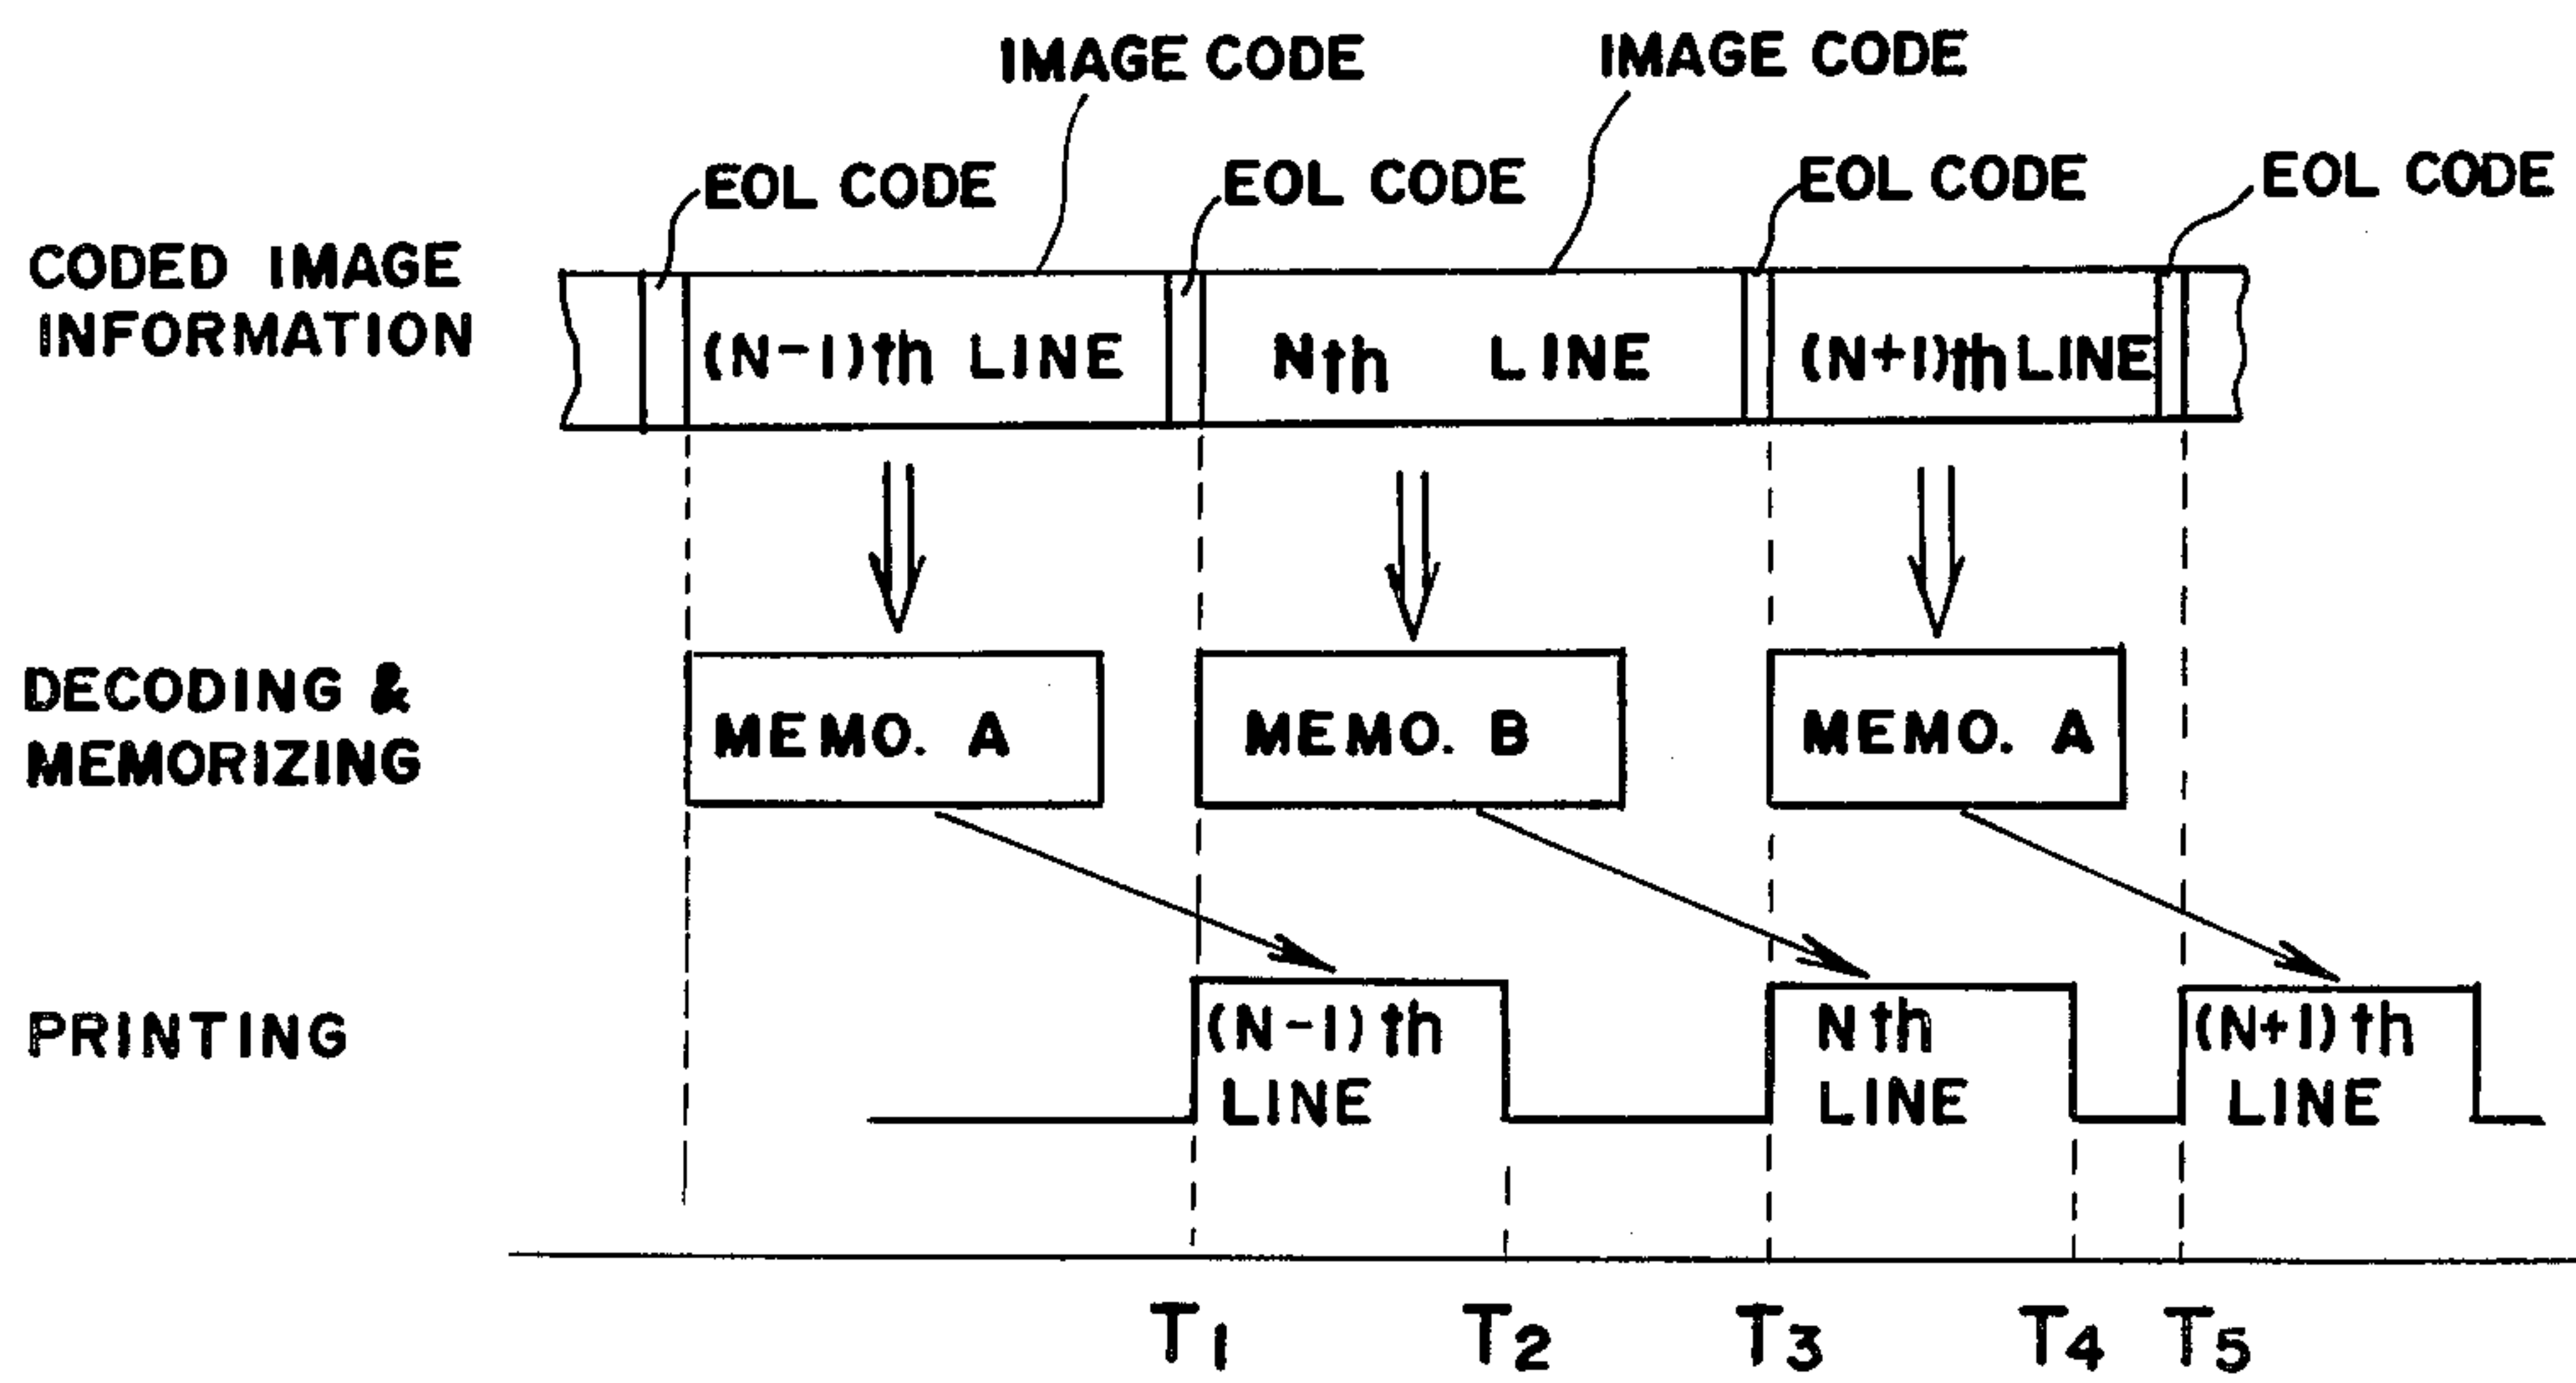 IMAGE CODE
IMAGE CODE
EOL CODE
EOL CODE
EOL CODE
EOL CODE
CODED IMAGE
INFORMATION
(N-1)th LINE
Nth LINE
(N+1)th LINE
DECODING &
MEMORIZING
MEMO. A
MEMO. B
MEMO. A
PRINTING
(N-1)th
LINE
Nth
LINE
(N+1)th
LINE
T1
T2
T3
T4
T5